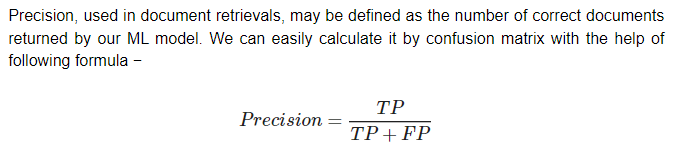 Precision, used in document retrievals, may be defined as the number of correct documents
returned by our ML model. We can easily calculate it by confusion matrix with the help of
following formula −
Precision = TP / TP + FP